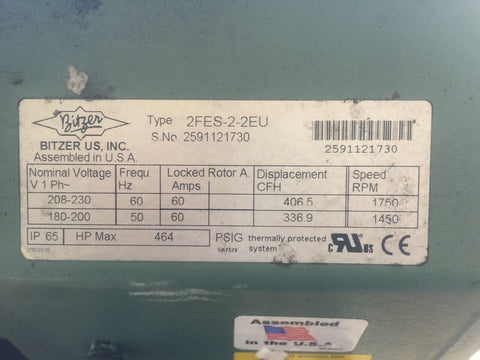 Bitzer
BITZER US, INC.
Assembled in U.S.A.
Type 2FES-2-2EU
S.No. 2591121730
2591121730
Nominal Voltage Frequ. Locked Rotor A. Displacement Speed
V 1 Ph~ Hz Amps CFH RPM
208-230 60 60 406.5 1750
180-200 50 60 336.9 1450
IP 65 HP Max 464 PSIG thermally protected
system
c RU us CE
Assembled
in the U.S.A.